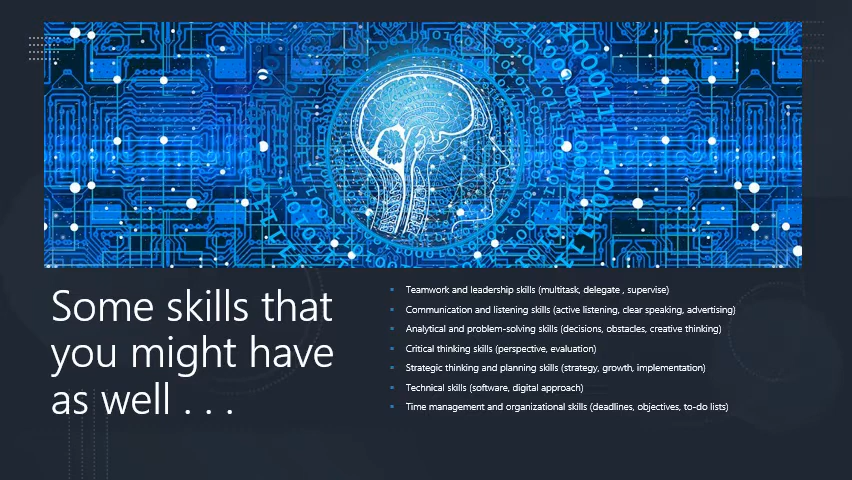 Some skills that
you might have
as well . . .
Teamwork and leadership skills (multitask, delegate , supervise)
Communication and listening skills (active listening, clear speaking, advertising)
Analytical and problem-solving skills (decisions, obstacles, creative thinking)
Critical thinking skills (perspective, evaluation)
Strategic thinking and planning skills (strategy, growth, implementation)
Technical skills (software, digital approach)
Time management and organizational skills (deadlines, objectives, to-do lists)